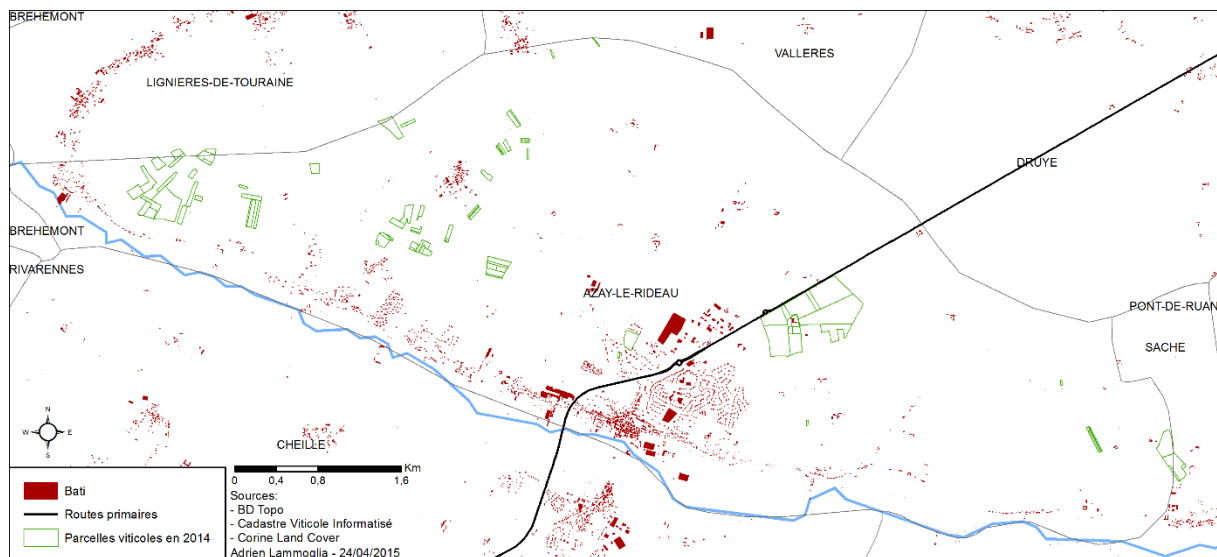 BREHEMONT
VALLERES
LIGNIERES-DE-TOURAINE
DRUYE
BREHEMONT
RIVARENNES
AZAY-LE-RIDEAU
PONT-DE-RUAN
SACHE
CHEILLE
N
W E
S
Km
0 0,4 0,8 1,6
Sources:
- BD Topo
- Cadastre Viticole Informatisé
- Corine Land Cover
Adrien Lammoglia - 24/04/2015
Bati
Routes primaires
Parcelles viticoles en 2014